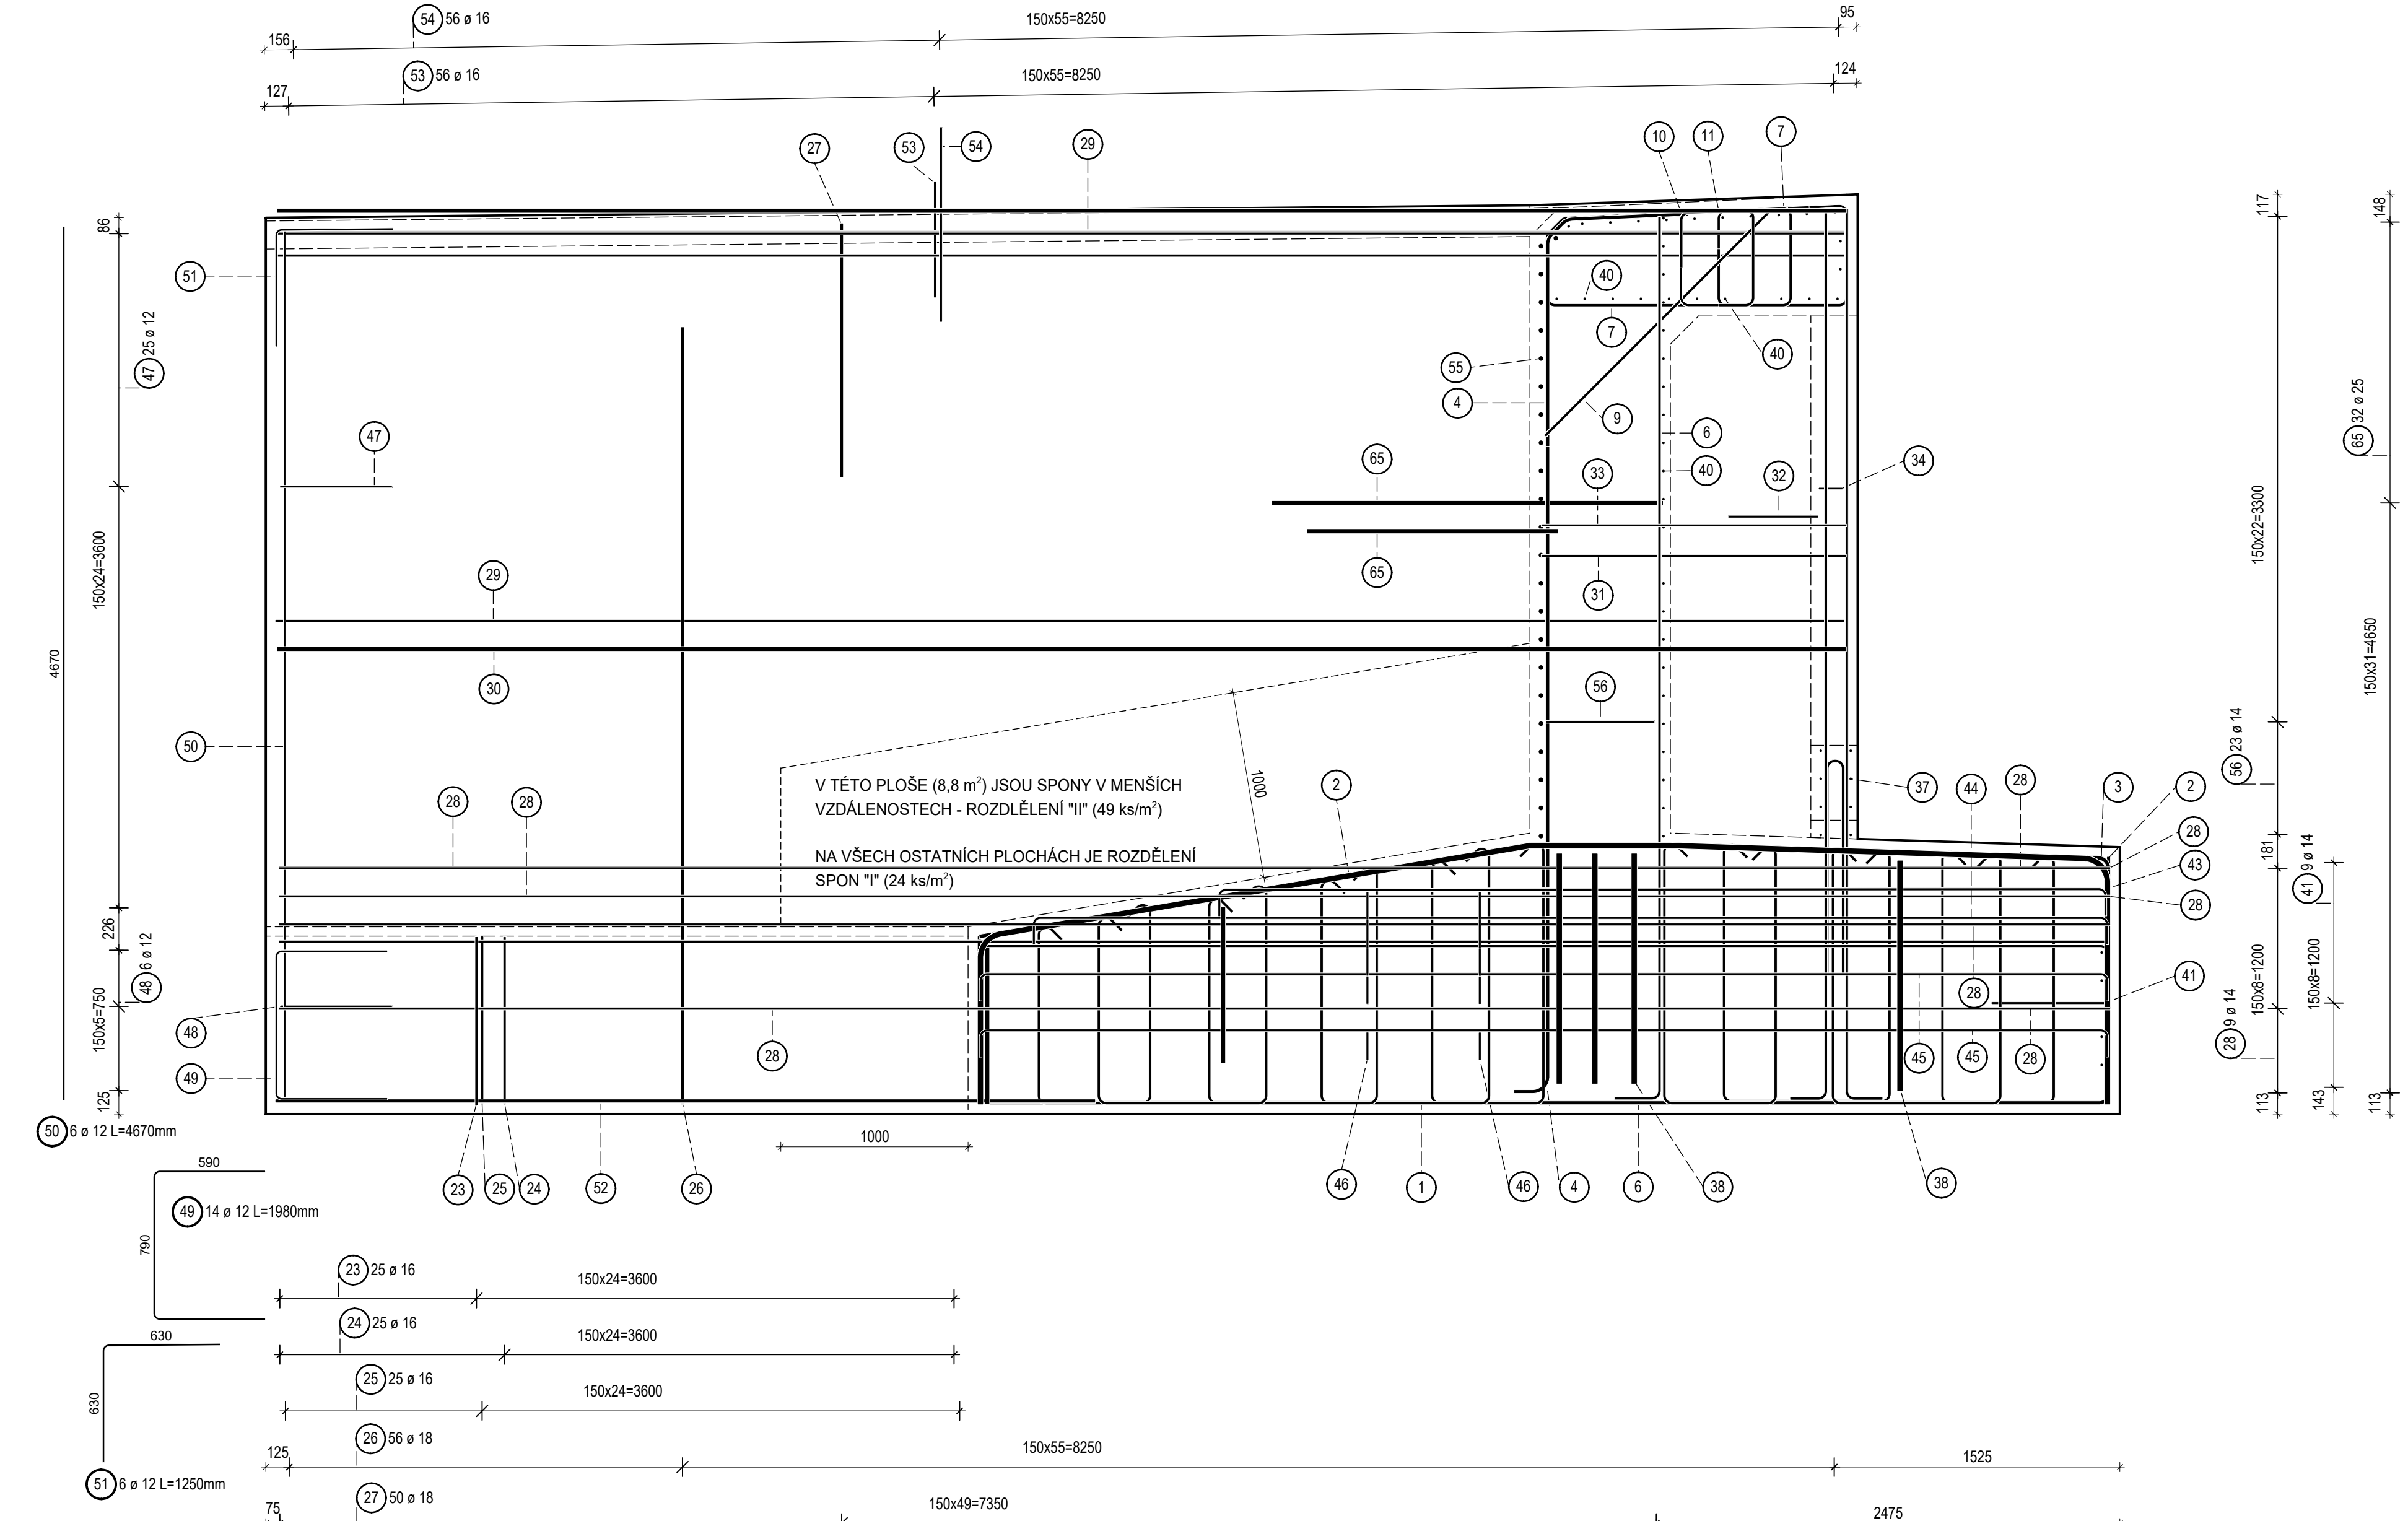 54 56 ø 16
150x55=8250
95
156
53 56 ø 16
150x55=8250
124
127
27
53
54
29
10
11
7
86
117
148
51
47 25 ø 12
40
7
40
55
4
9
65 32 ø 25
47
6
65
33
40
32
34
150x24=3600
150x22=3300
29
65
31
4670
30
56
150x31=4650
50
56 23 ø 14
V TÉTO PLOŠE (8,8 m²) JSOU SPONY V MENŠÍCH
VZDÁLENOSTECH - ROZDLĚLENÍ "II" (49 ks/m²)
1000
2
37
44
28
3
2
28
28
28
NA VŠECH OSTATNÍCH PLOCHÁCH JE ROZDĚLENÍ
SPON "I" (24 ks/m²)
181
43
41 9 ø 14
28
226
48 6 ø 12
41
28
150x5=750
150x8=1200
150x8=1200
48
28
45
45
28
28 9 ø 14
49
125
113
143
113
50 6 ø 12 L=4670mm
1000
23
25
24
52
26
46
1
46
4
6
38
38
590
49 14 ø 12 L=1980mm
790
23 25 ø 16
150x24=3600
24 25 ø 16
150x24=3600
630
25 25 ø 16
150x24=3600
630
26 56 ø 18
125
150x55=8250
1525
51 6 ø 12 L=1250mm
27 50 ø 18
75
150x49=7350
2475